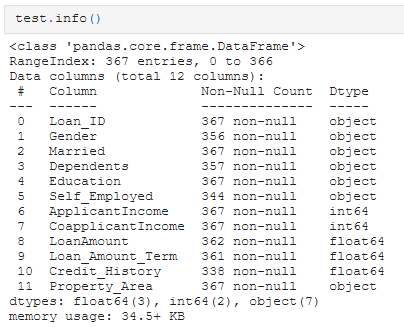 test.info()
<class 'pandas.core.frame.DataFrame'>
RangeIndex: 367 entries, 0 to 366
Data columns (total 12 columns):
 #   Column             Non-Null Count  Dtype
---  ------             --------------  -----
 0   Loan_ID            367 non-null    object
 1   Gender             356 non-null    object
 2   Married            367 non-null    object
 3   Dependents         357 non-null    object
 4   Education          367 non-null    object
 5   Self_Employed      344 non-null    object
 6   ApplicantIncome    367 non-null    int64
 7   CoapplicantIncome  367 non-null    int64
 8   LoanAmount         362 non-null    float64
 9   Loan_Amount_Term   361 non-null    float64
 10  Credit_History     338 non-null    float64
 11  Property_Area      367 non-null    object
dtypes: float64(3), int64(2), object(7)
memory usage: 34.5+ KB